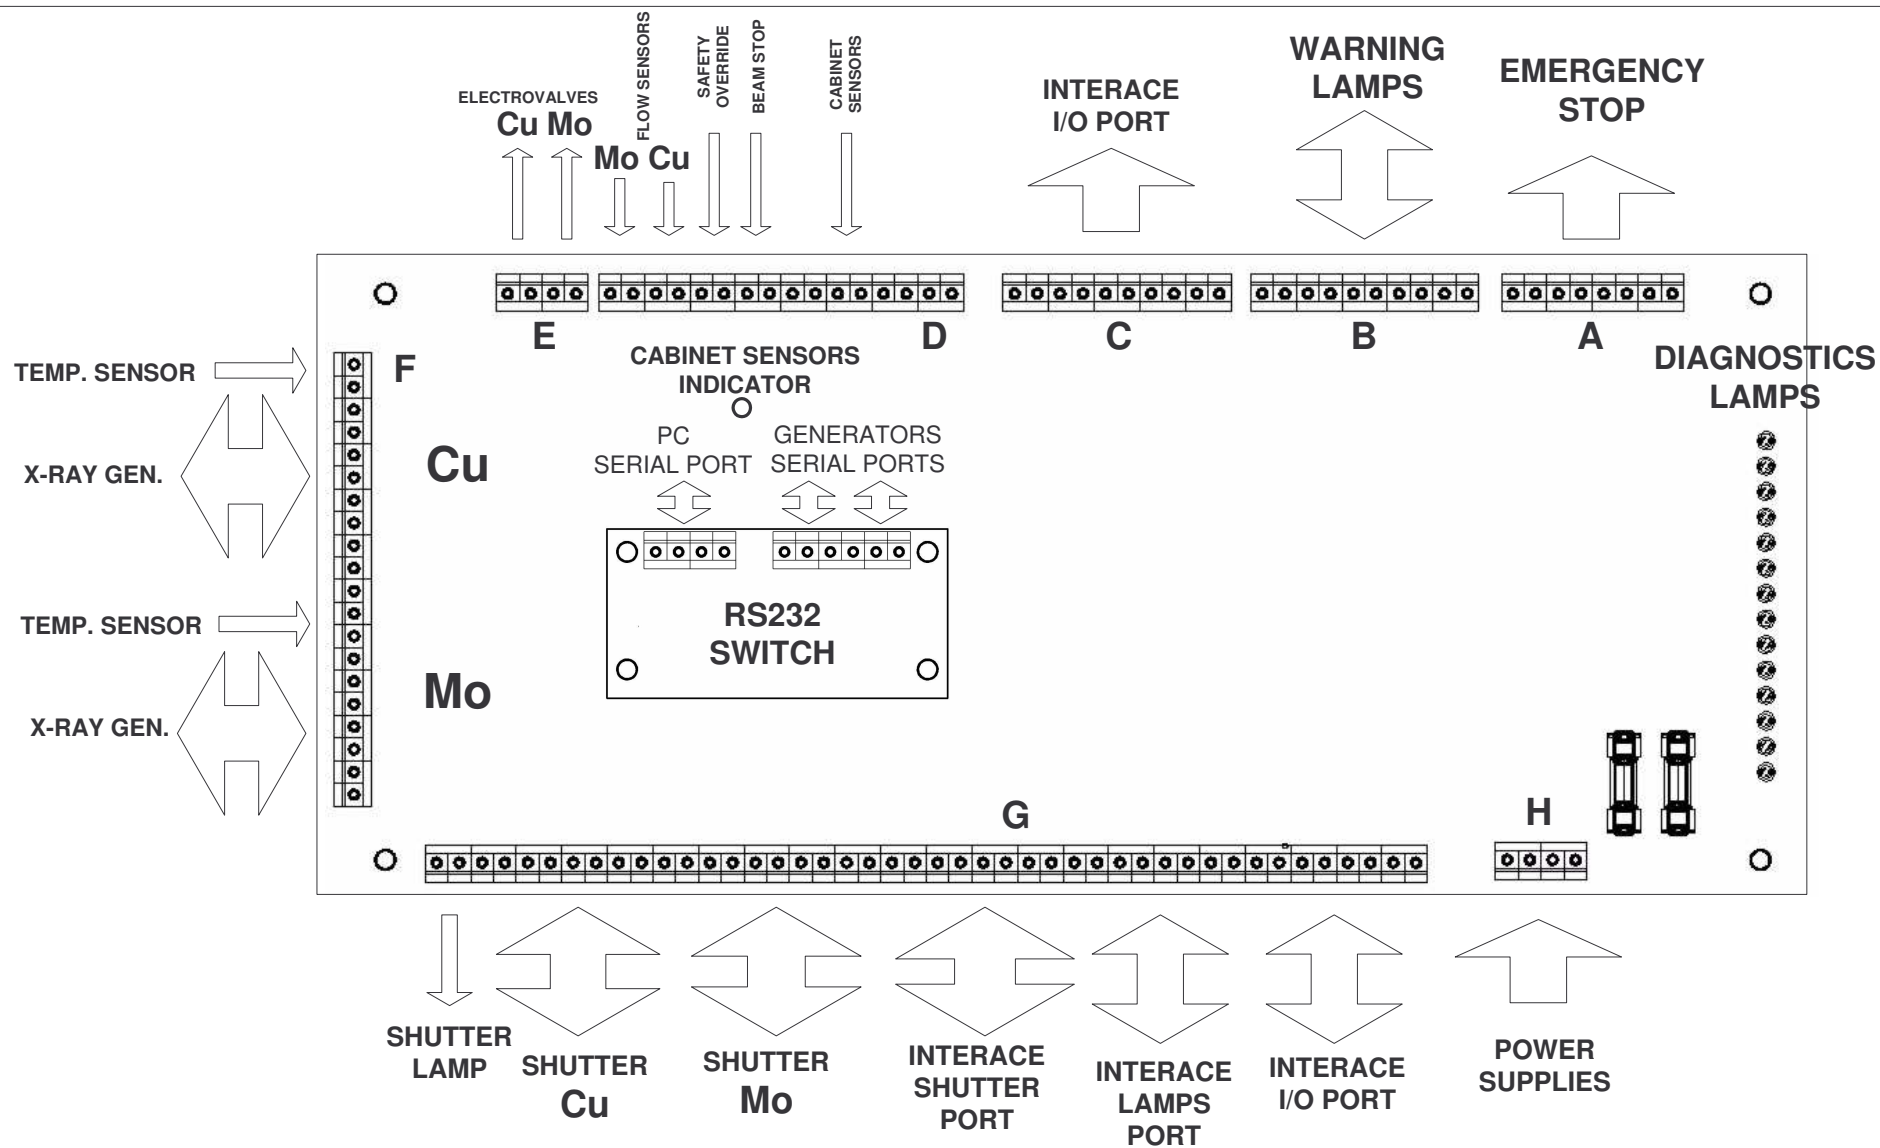 ELECTROVALVES
Cu Mo
FLOW SENSORS
Mo Cu
SAFETY
OVERRIDE
BEAM STOP
CABINET
SENSORS
INTERACE
I/O PORT
WARNING
LAMPS
EMERGENCY
STOP
E
D
C
B
A
TEMP. SENSOR
F
CABINET SENSORS
INDICATOR
DIAGNOSTICS
LAMPS
X-RAY GEN.
Cu
PC
SERIAL PORT
GENERATORS
SERIAL PORTS
RS232
SWITCH
TEMP. SENSOR
X-RAY GEN.
Mo
G
H
SHUTTER
LAMP
SHUTTER
Cu
SHUTTER
Mo
INTERACE
SHUTTER
PORT
INTERACE
LAMPS
PORT
INTERACE
I/O PORT
POWER
SUPPLIES